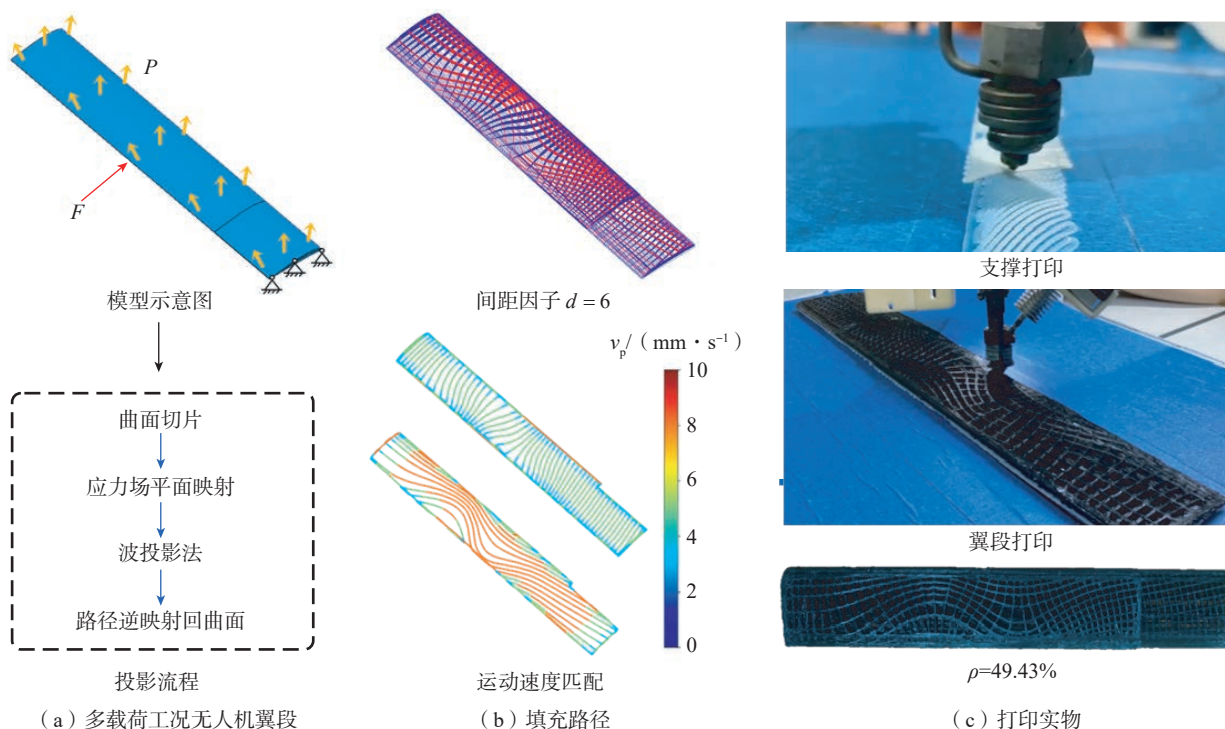 P
F
模型示意图
曲面切片
应力场平面映射
波投影法
路径逆映射回曲面
投影流程
（a）多载荷工况无人机翼段
间距因子 d = 6
vp/（mm·s⁻¹）
10
8
6
4
2
0
运动速度匹配
（b）填充路径
支撑打印
翼段打印
ρ=49.43%
（c）打印实物